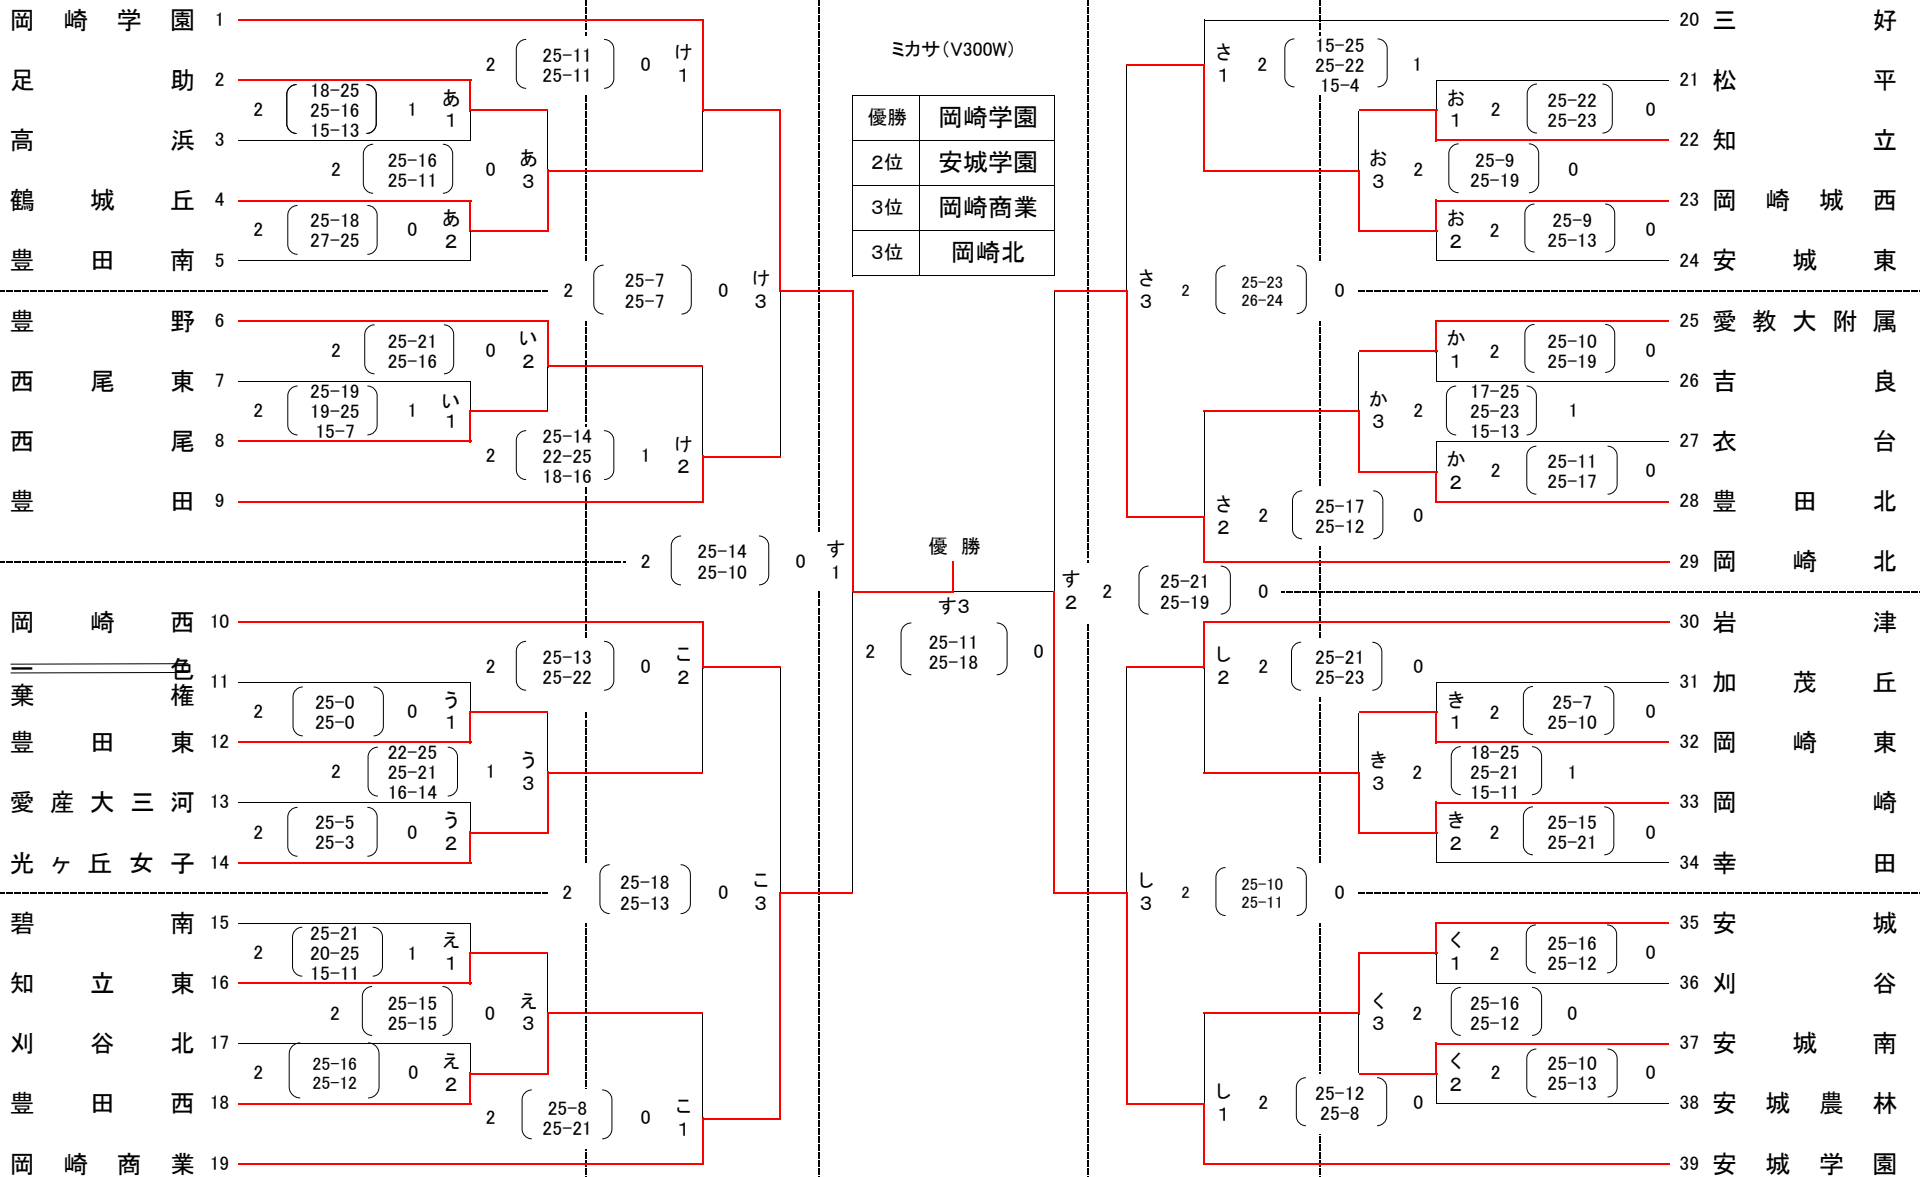 岡崎学園 1
2 25-11 0 け
25-11 1
足助 2
18-25
2 25-16 1 あ
15-13 1
高浜 3
2 25-16 0 あ
25-11 3
鶴城丘 4
2 25-18 0 あ
27-25 2
豊田南 5
2 25-7 0 け
25-7 3
豊野 6
2 25-21 0 い
25-16 2
西尾東 7
25-19
2 19-25 1 い
15-7 1
西尾 8
25-14
2 22-25 1 け
18-16 2
豊田 9
2 25-14 0 す
25-10 1
岡崎西 10
2 25-13 0 こ
25-22 2
一色 11
棄権
2 25-0 0 う
25-0 1
豊田東 12
22-25
2 25-21 1 う
16-14 3
愛産大三河 13
2 25-5 0 う
25-3 2
光ヶ丘女子 14
2 25-18 0 こ
25-13 3
碧南 15
25-21
2 20-25 1 え
15-11 1
知立東 16
2 25-15 0 え
25-15 3
刈谷北 17
2 25-16 0 え
25-12 2
豊田西 18
2 25-8 0 こ
25-21 1
岡崎商業 19
ミカサ(V300W)
優勝 岡崎学園
2位 安城学園
3位 岡崎商業
3位 岡崎北
優勝
す3
2 25-11 0
25-18
20 三好
さ 15-25
1 2 25-22 1
15-4
21 松平
お 2 25-22 0
1 25-23
22 知立
お 2 25-9 0
3 25-19
23 岡崎城西
お 2 25-9 0
2 25-13
24 安城東
さ 2 25-23 0
3 26-24
25 愛教大附属
か 2 25-10 0
1 25-19
26 吉良
か 17-25
3 2 25-23 1
15-13
27 衣台
か 2 25-11 0
2 25-17
28 豊田北
さ 2 25-17 0
2 25-12
29 岡崎北
す 2 25-21 0
2 25-19
30 岩津
し 2 25-21 0
2 25-23
31 加茂丘
き 2 25-7 0
1 25-10
32 岡崎東
き 18-25
3 2 25-21 1
15-11
33 岡崎
き 2 25-15 0
2 25-21
34 幸田
し 2 25-10 0
3 25-11
35 安城
く 2 25-16 0
1 25-12
36 刈谷
く 2 25-16 0
3 25-12
37 安城南
く 2 25-10 0
2 25-13
38 安城農林
し 2 25-12 0
1 25-8
39 安城学園